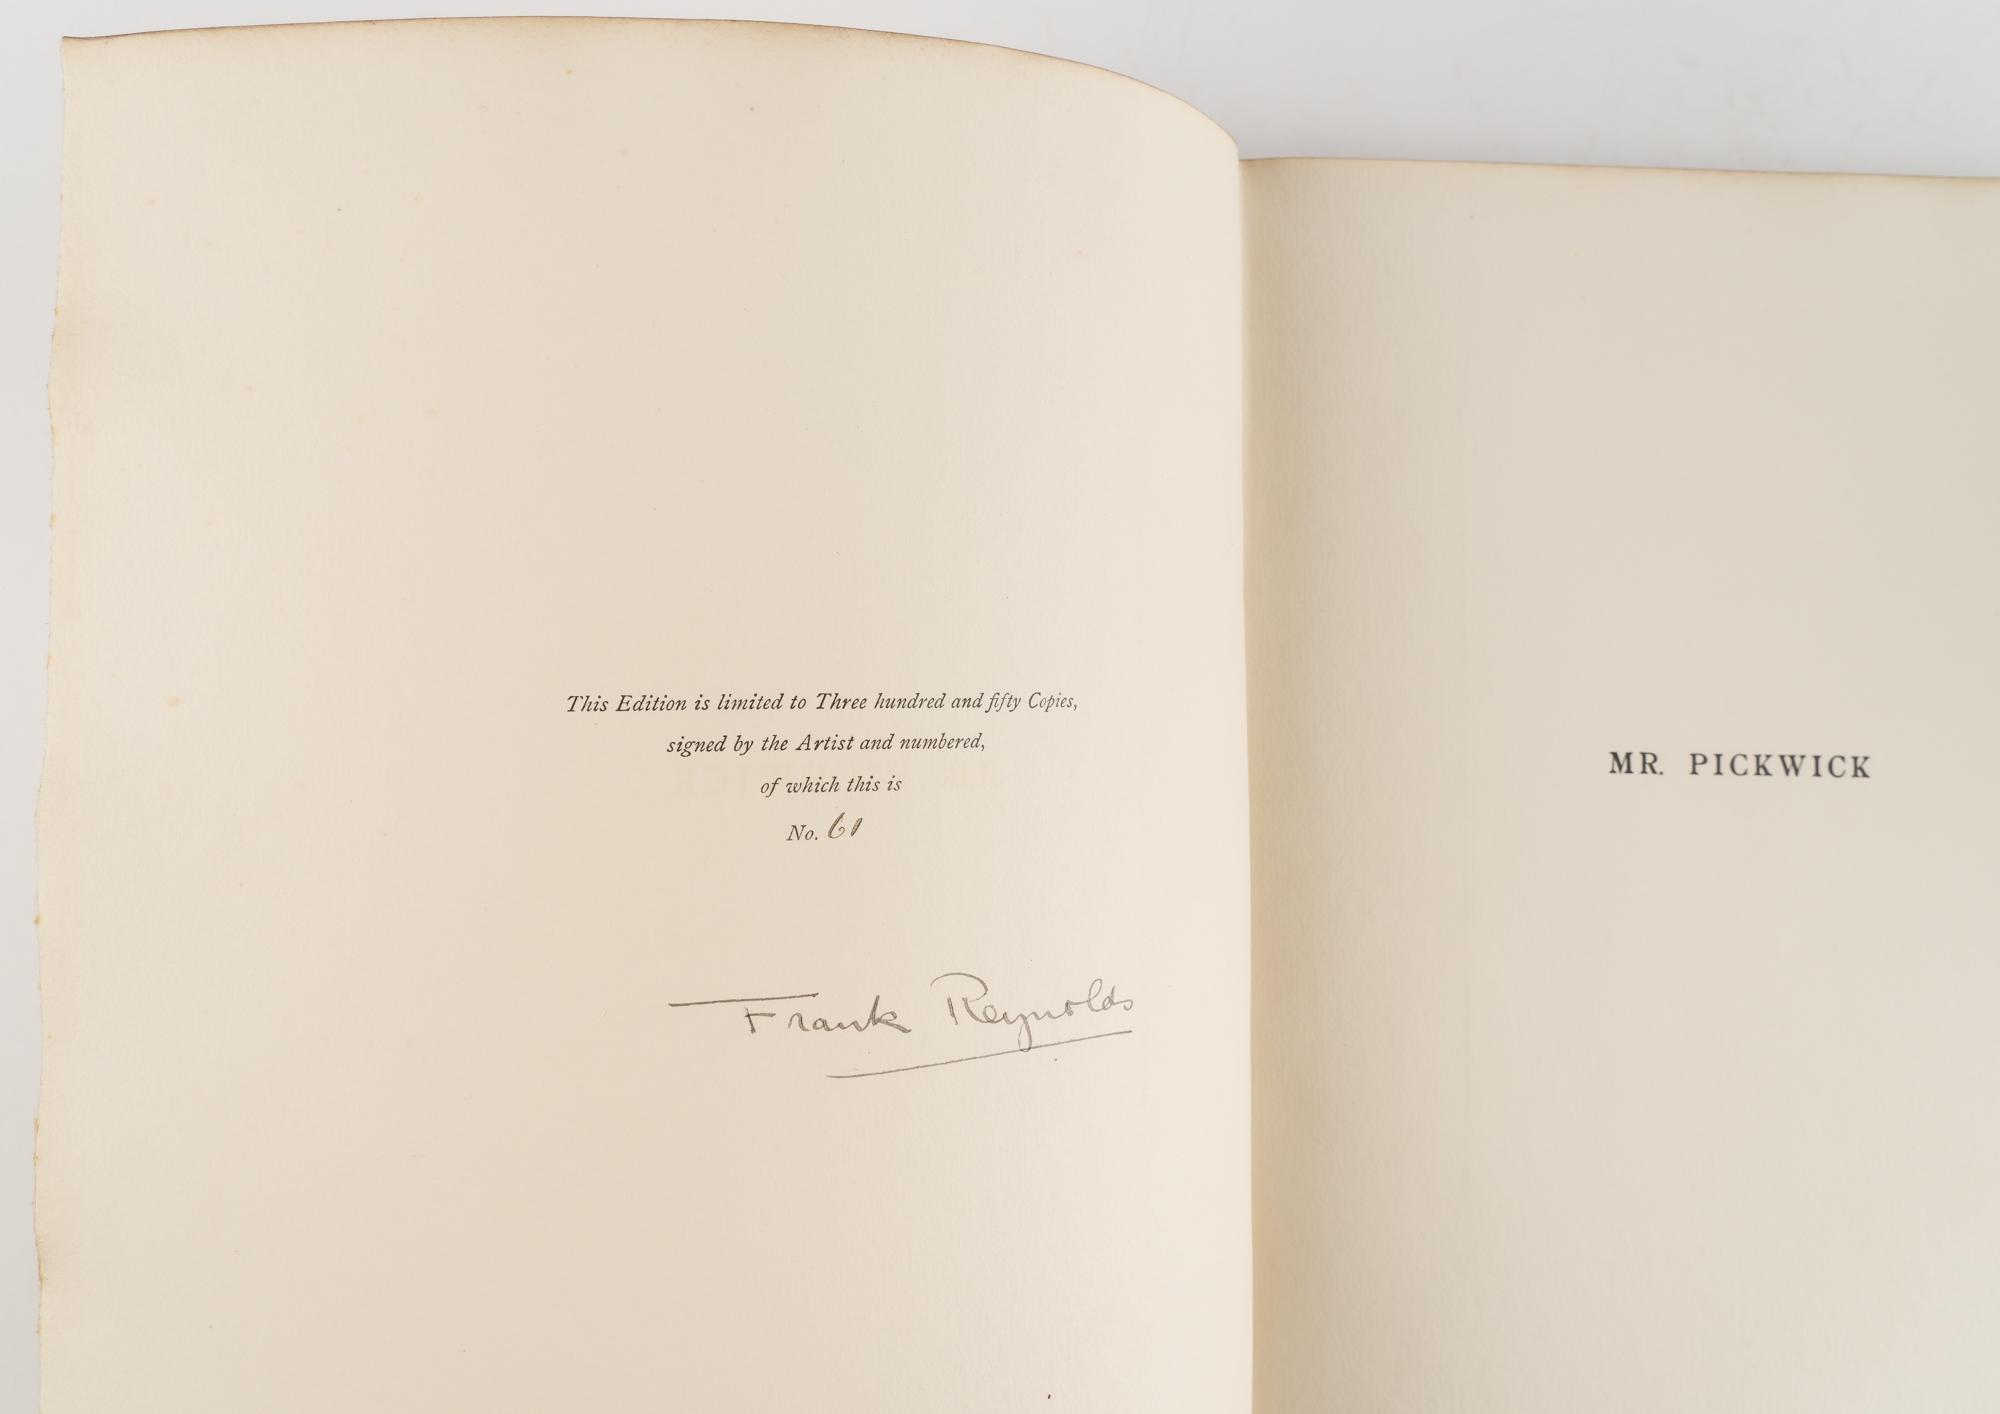 This Edition is limited to Three hundred and fifty Copies,
signed by the Artist and numbered,
of which this is
No. 61
Frank Reynolds
MR. PICKWICK